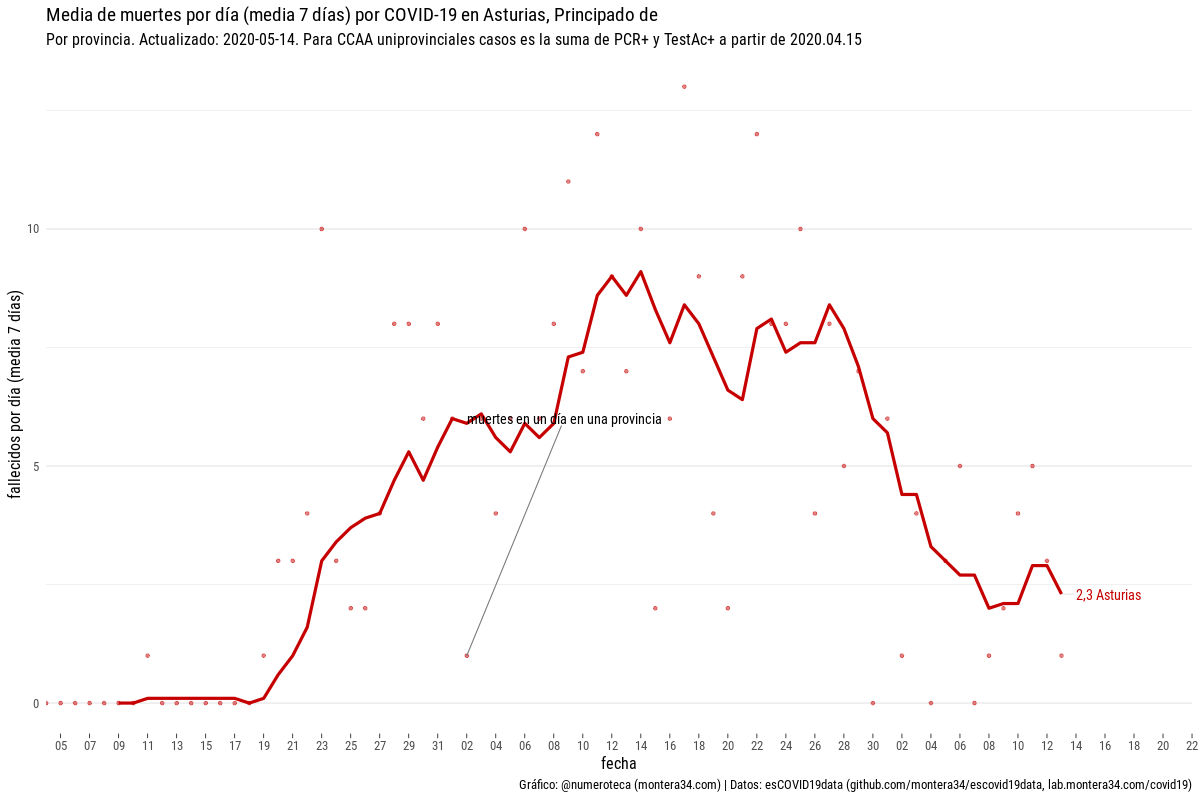 Media de muertes por día (media 7 días) por COVID-19 en Asturias, Principado de
Por provincia. Actualizado: 2020-05-14. Para CCAA uniprovinciales casos es la suma de PCR+ y TestAc+ a partir de 2020.04.15
fallecidos por día (media 7 días)
10
5
0
muertes en un día en una provincia
2,3 Asturias
05 07 09 11 13 15 17 19 21 23 25 27 29 31 02 04 06 08 10 12 14 16 18 20 22 24 26 28 30 02 04 06 08 10 12 14 16 18 20 22
fecha
Gráfico: @numeroteca (montera34.com) | Datos: esCOVID19data (github.com/montera34/escovid19data, lab.montera34.com/covid19)